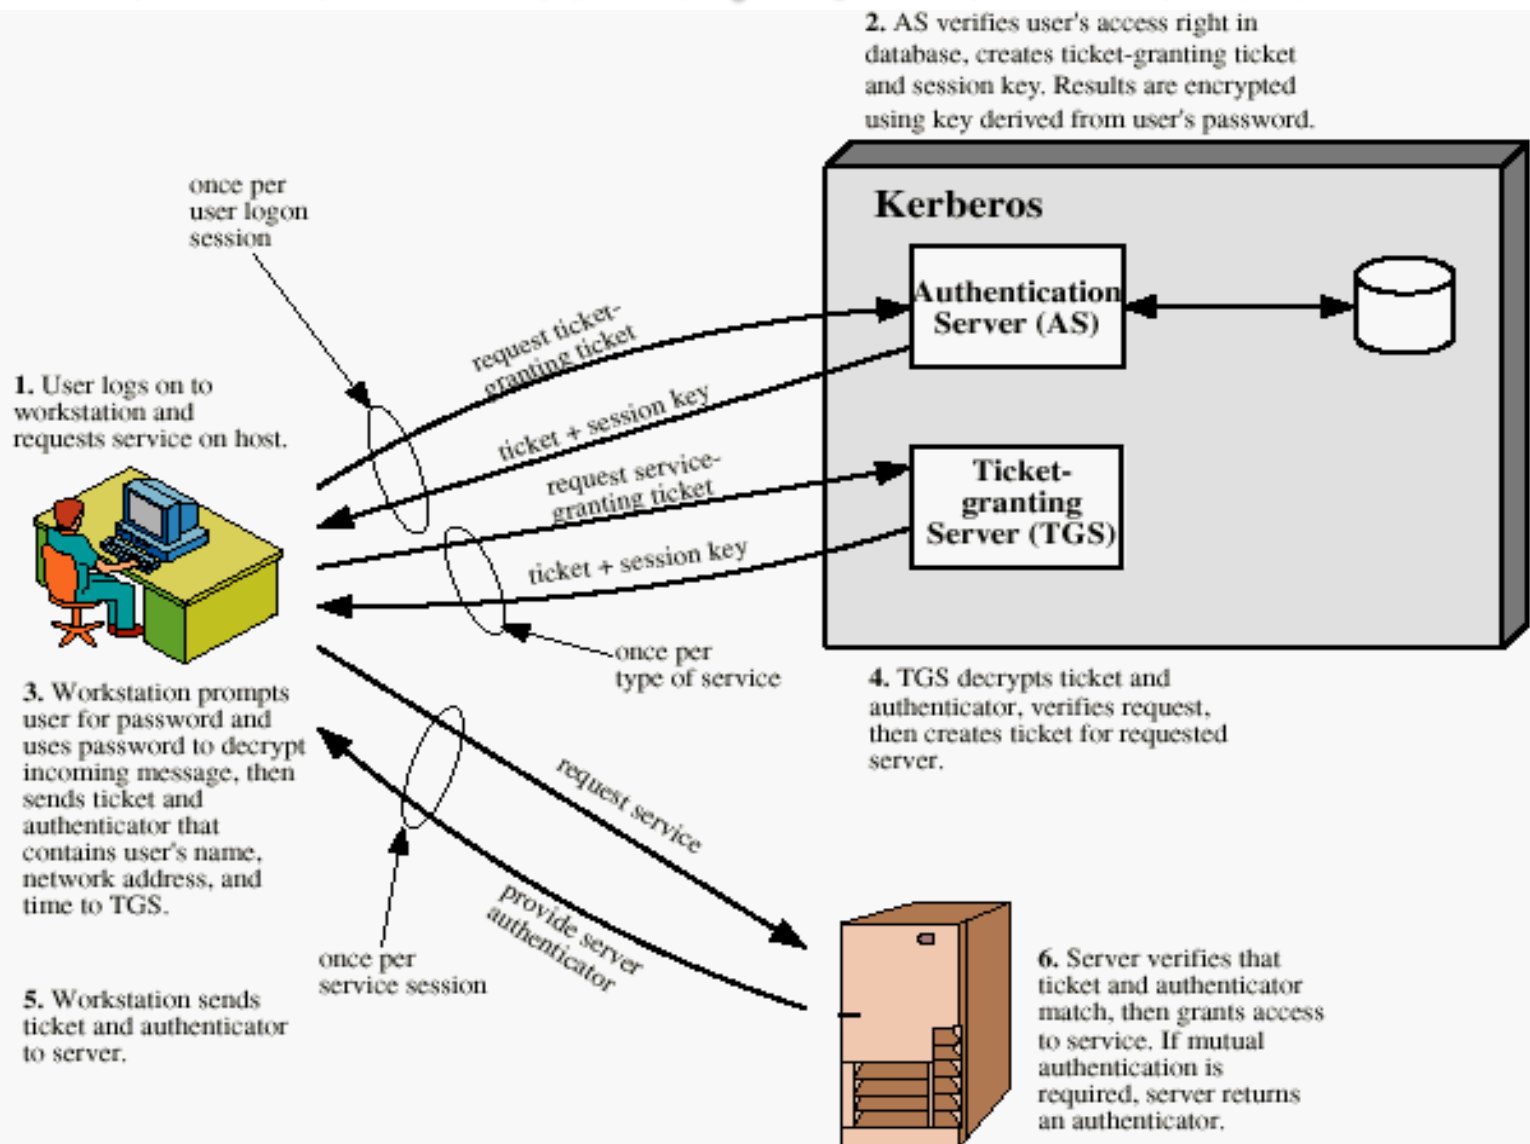 2. AS verifies user's access right in
database, creates ticket-granting ticket
and session key. Results are encrypted
using key derived from user's password.
once per
user logon
session
Kerberos
Authentication
Server (AS)
request ticket-
granting ticket
1. User logs on to
workstation and
requests service on host.
ticket + session key
request service-
granting ticket
Ticket-
granting
Server (TGS)
ticket + session key
once per
type of service
3. Workstation prompts
user for password and
uses password to decrypt
incoming message, then
sends ticket and
authenticator that
contains user's name,
network address, and
time to TGS.
4. TGS decrypts ticket and
authenticator, verifies request,
then creates ticket for requested
server.
request service
provide server
authenticator
once per
service session
5. Workstation sends
ticket and authenticator
to server.
6. Server verifies that
ticket and authenticator
match, then grants access
to service. If mutual
authentication is
required, server returns
an authenticator.